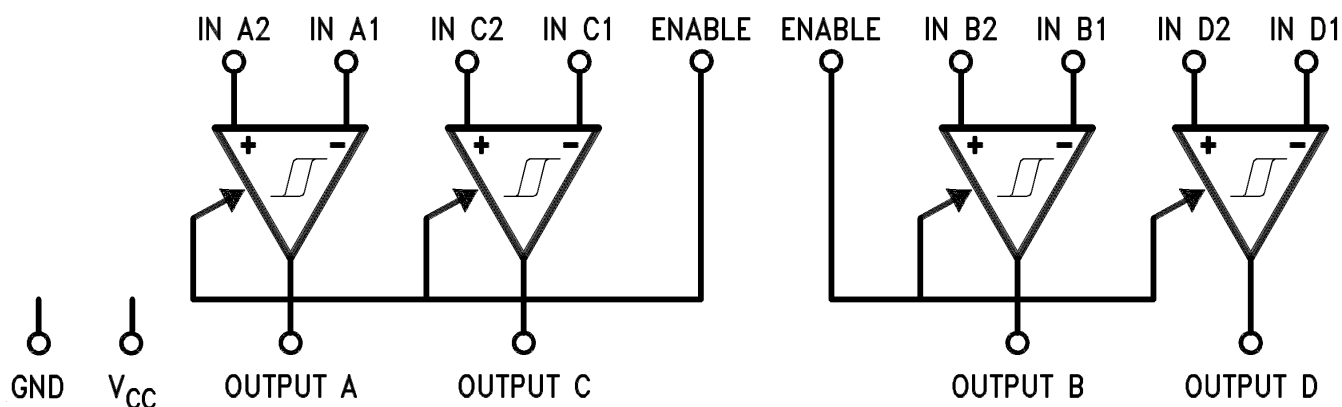 IN A2 IN A1 IN C2 IN C1 ENABLE ENABLE IN B2 IN B1 IN D2 IN D1
+ − + − + − + −
GND VCC OUTPUT A OUTPUT C OUTPUT B OUTPUT D